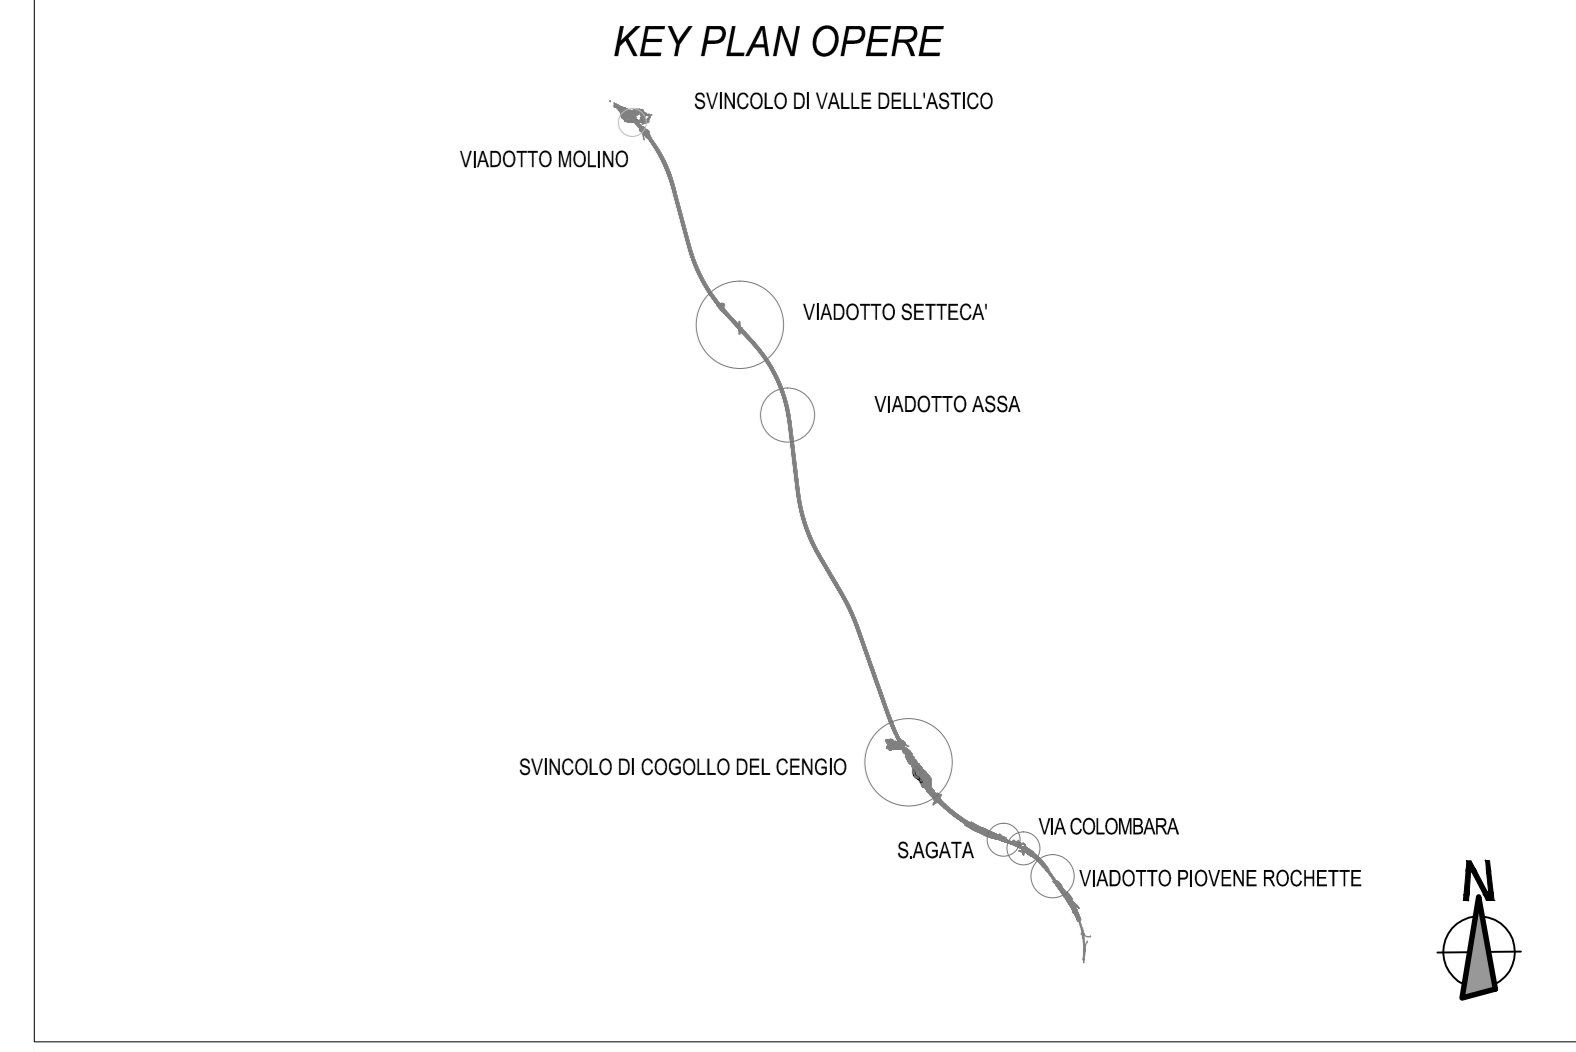 KEY PLAN OPERE
SVINCOLO DI VALLE DELL'ASTICO
VIADOTTO MOLINO
VIADOTTO SETTECA'
VIADOTTO ASSA
SVINCOLO DI COGOLLO DEL CENGIO
VIA COLOMBARA
S.AGATA
VIADOTTO PIOVENE ROCHETTE
N